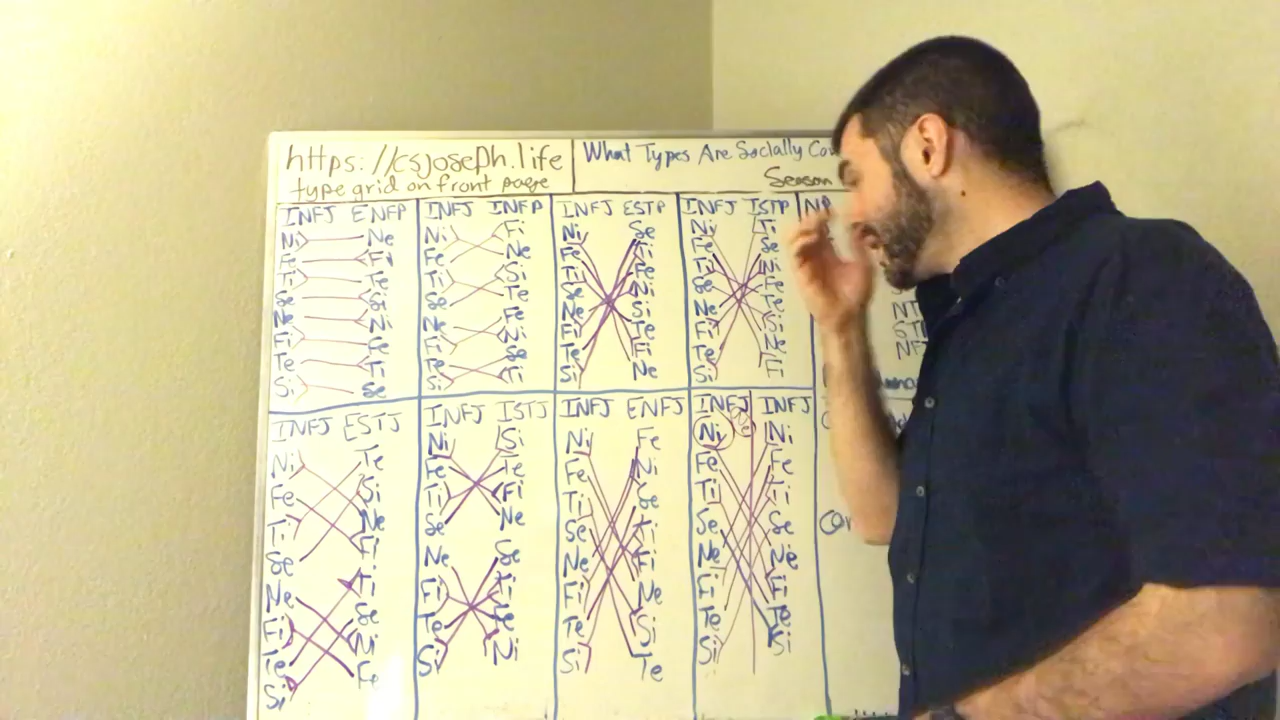 https://csjoseph.life
type grid on front page
What Types Are Socially
Season
INFJ ENFP
Ni Ne
Fe Fi
Ti Te
Se Si
Ne Ni
Fi Fe
Te Ti
Si Se
INFJ INFP
Ni Fi
Fe Ne
Ti Si
Se Te
Ne Fe
Fi Ni
Te Se
Si Ti
INFJ ESTP
Ni Se
Fe Ti
Ti Fe
Se Ni
Ne Si
Fi Te
Te Fi
Si Ne
INFJ ISTP
Ni Ti
Fe Se
Ti Ni
Se Fe
Ne Te
Fi Si
Te Ne
Si Fi
INFJ ESTJ
Ni Te
Fe Si
Ti Ne
Se Fi
Ne Ti
Fi Se
Te Ni
Si Fe
INFJ ISTJ
Ni Si
Fe Te
Ti Fi
Se Ne
Ne Se
Fi Ti
Te Fe
Si Ni
INFJ ENFJ
Ni Fe
Fe Ni
Ti Se
Se Ti
Ne Fi
Fi Ne
Te Si
Si Te
INFJ INFJ
Ni Ni
Fe Fe
Ti Ti
Se Se
Ne Ne
Fi Fi
Te Te
Si Si
NT
NF